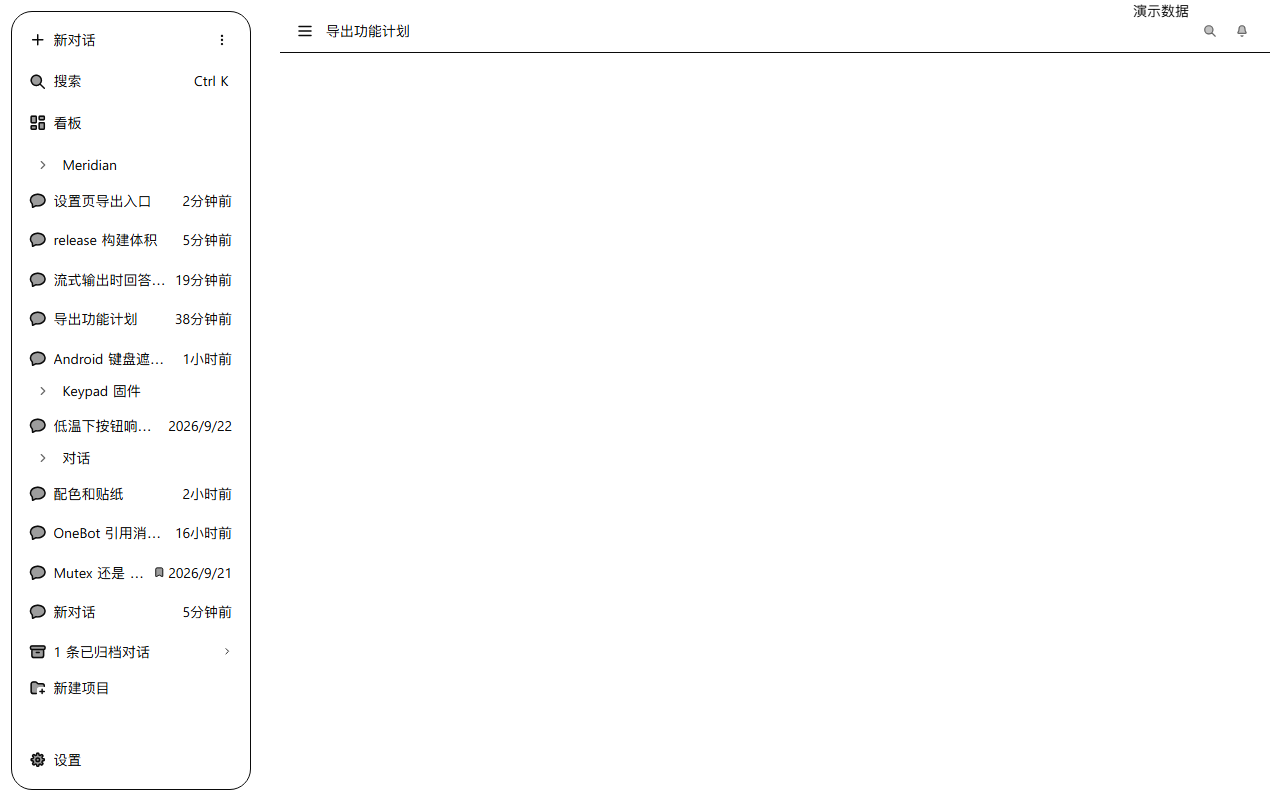 新对话
搜索 Ctrl K
看板
Meridian
设置页导出入口 2分钟前
release 构建体积 5分钟前
流式输出时回答… 19分钟前
导出功能计划 38分钟前
Android 键盘遮… 1小时前
Keypad 固件
低温下按钮响… 2026/9/22
对话
配色和贴纸 2小时前
OneBot 引用消… 16小时前
Mutex 还是 … 2026/9/21
新对话 5分钟前
1 条已归档对话
新建项目
设置
演示数据
导出功能计划